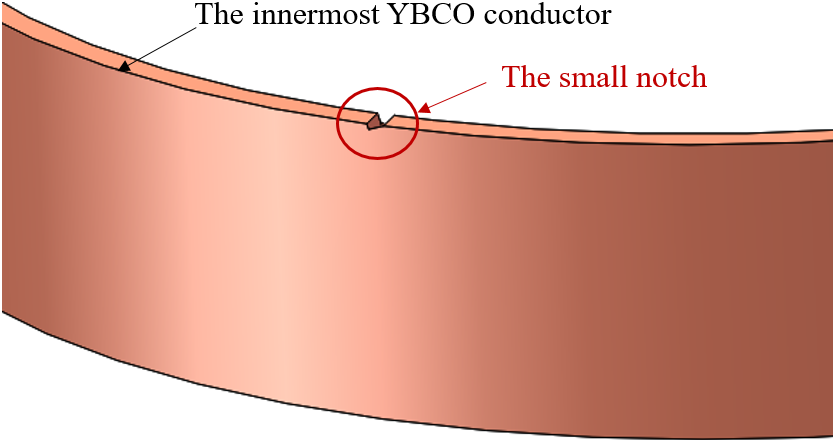 The innermost YBCO conductor
The small notch